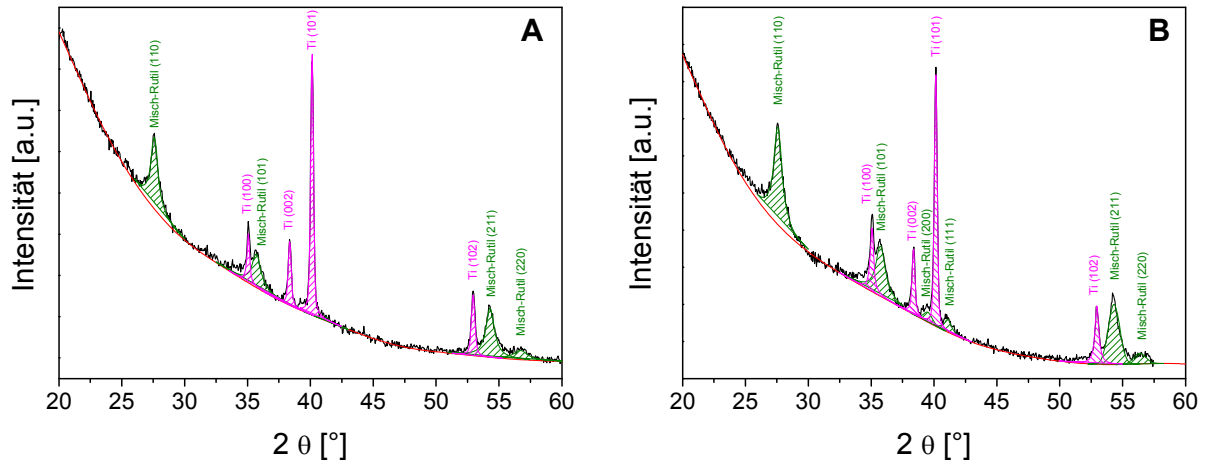 A
Intensität [a.u.]
Misch-Rutil (110)
Ti (100)
Misch-Rutil (101)
Ti (002)
Ti (101)
Ti (102)
Misch-Rutil (211)
Misch-Rutil (220)
20 25 30 35 40 45 50 55 60
2 θ [°]
B
Intensität [a.u.]
Misch-Rutil (110)
Ti (100)
Misch-Rutil (101)
Ti (002)
Misch-Rutil (200)
Ti (101)
Misch-Rutil (111)
Ti (102)
Misch-Rutil (211)
Misch-Rutil (220)
20 25 30 35 40 45 50 55 60
2 θ [°]